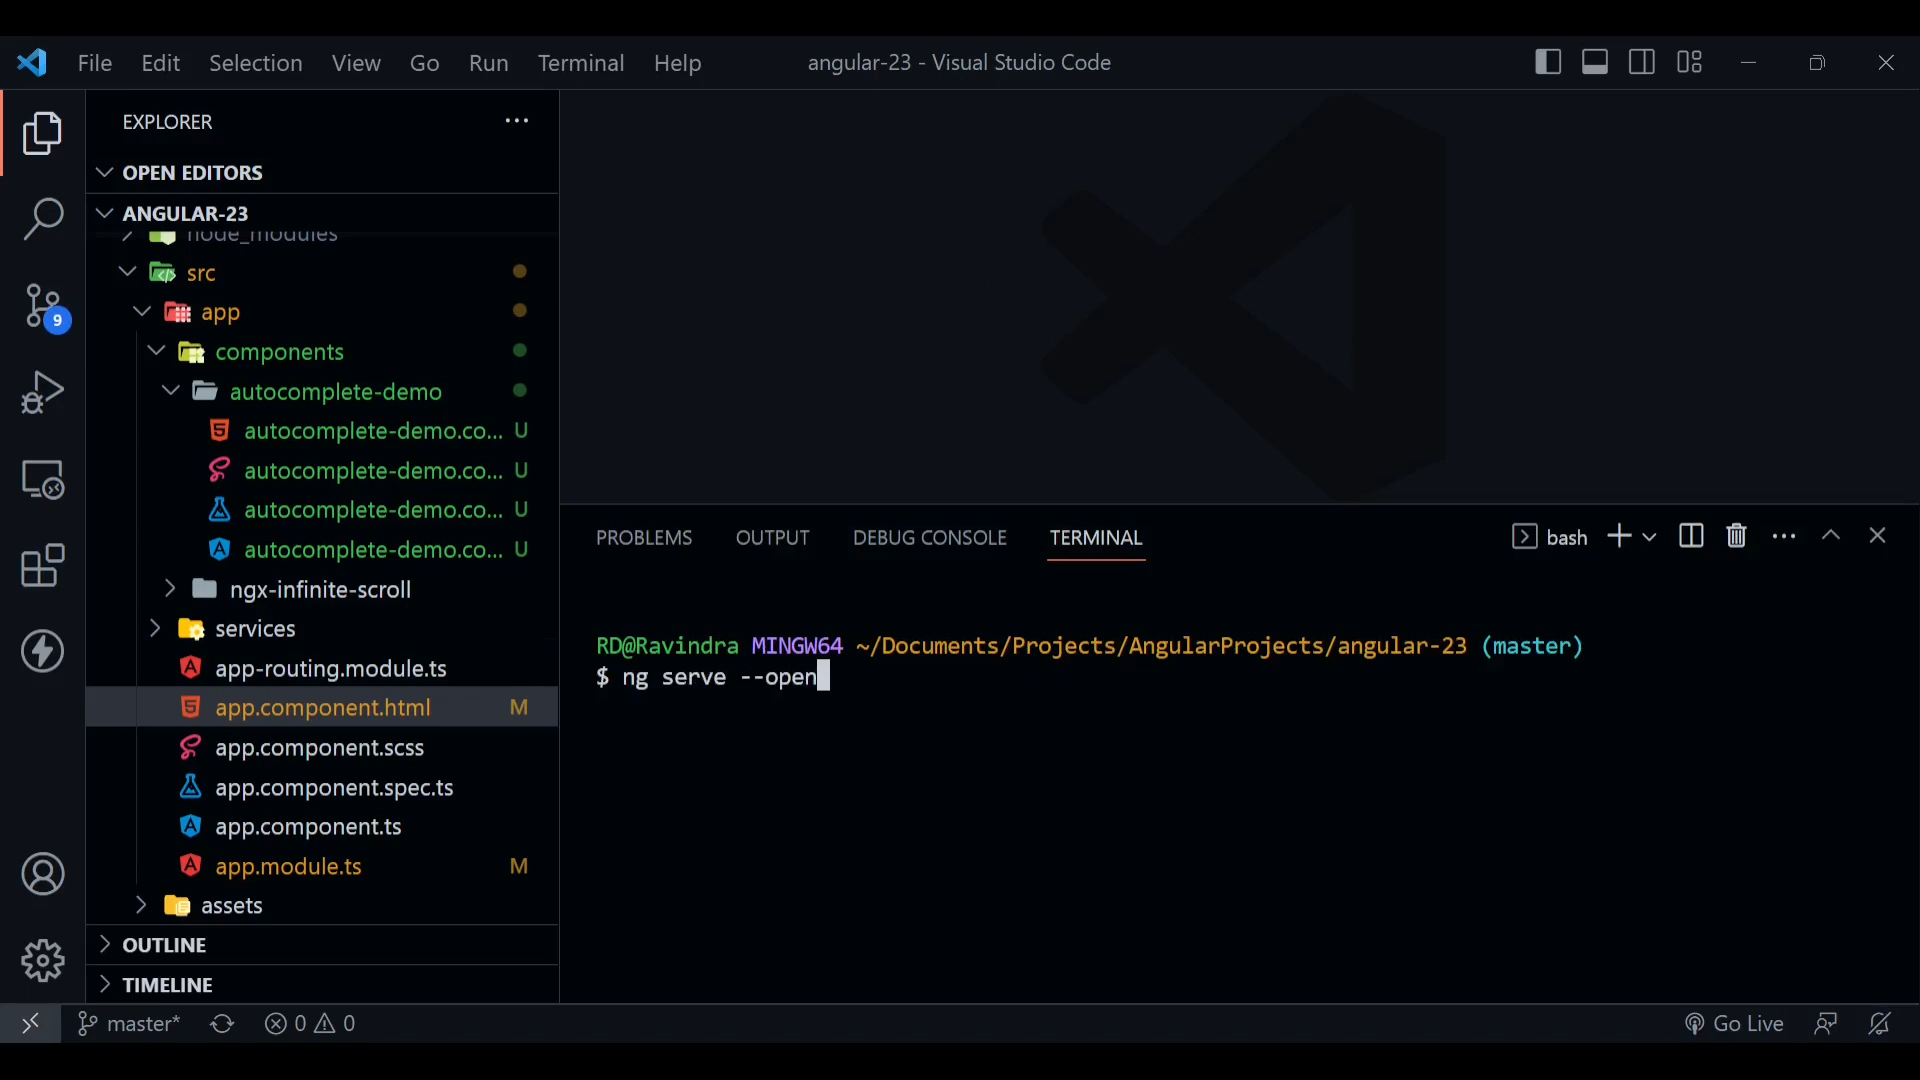 File Edit Selection View Go Run Terminal Help
angular-23 - Visual Studio Code
EXPLORER
OPEN EDITORS
ANGULAR-23
node_modules
src
app
components
autocomplete-demo
autocomplete-demo.co... U
autocomplete-demo.co... U
autocomplete-demo.co... U
autocomplete-demo.co... U
ngx-infinite-scroll
services
app-routing.module.ts
app.component.html M
app.component.scss
app.component.spec.ts
app.component.ts
app.module.ts M
assets
OUTLINE
TIMELINE
9
PROBLEMS OUTPUT DEBUG CONSOLE TERMINAL
bash
RD@Ravindra MINGW64 ~/Documents/Projects/AngularProjects/angular-23 (master)
$ ng serve --open
master* 0 0
Go Live